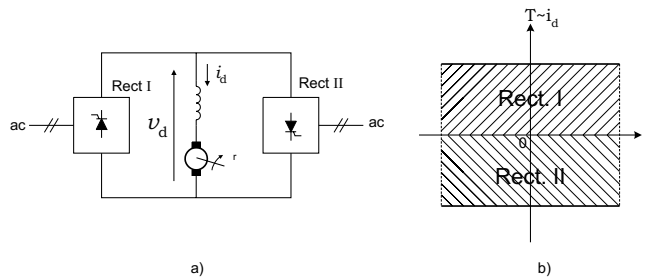 Rect I
i_d
Rect II
ac
v_d
ac
r
a)
T~i_d
Rect. I
0
Rect. II
b)